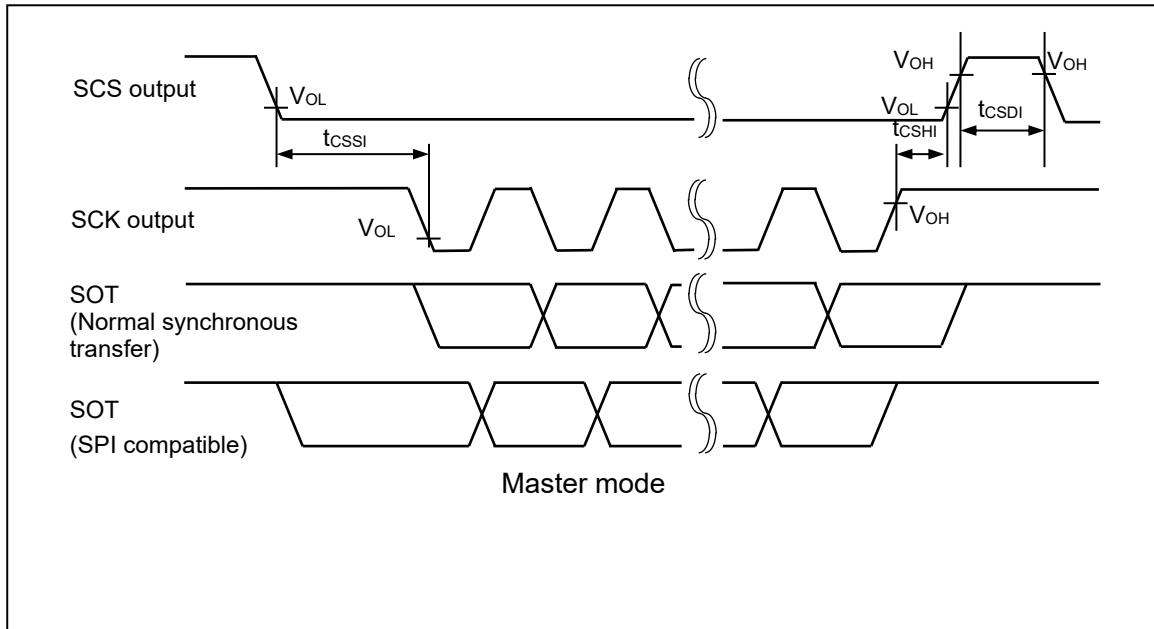 SCS output
VOL
VOH
VOH
VOL
tCSSI
tCSHI
tCSDI
SCK output
VOL
VOH
SOT
(Normal synchronous
transfer)
SOT
(SPI compatible)
Master mode